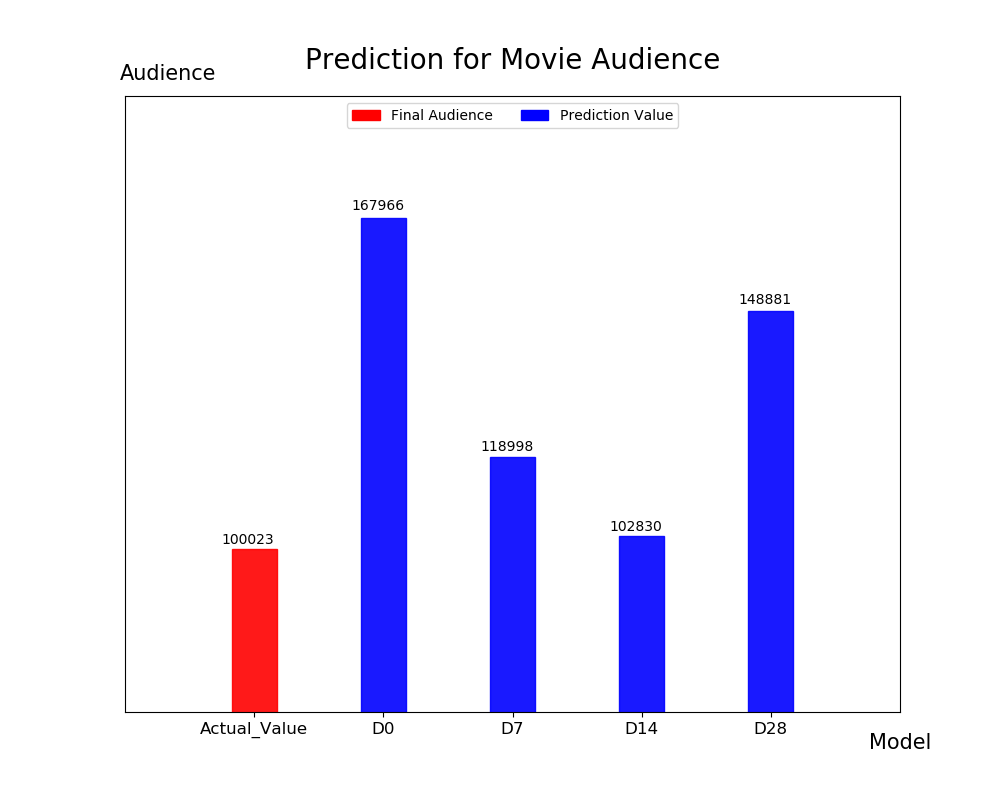 Prediction for Movie Audience
Audience
Final Audience Prediction Value
167966
148881
118998
102830
100023
Actual_Value D0 D7 D14 D28
Model